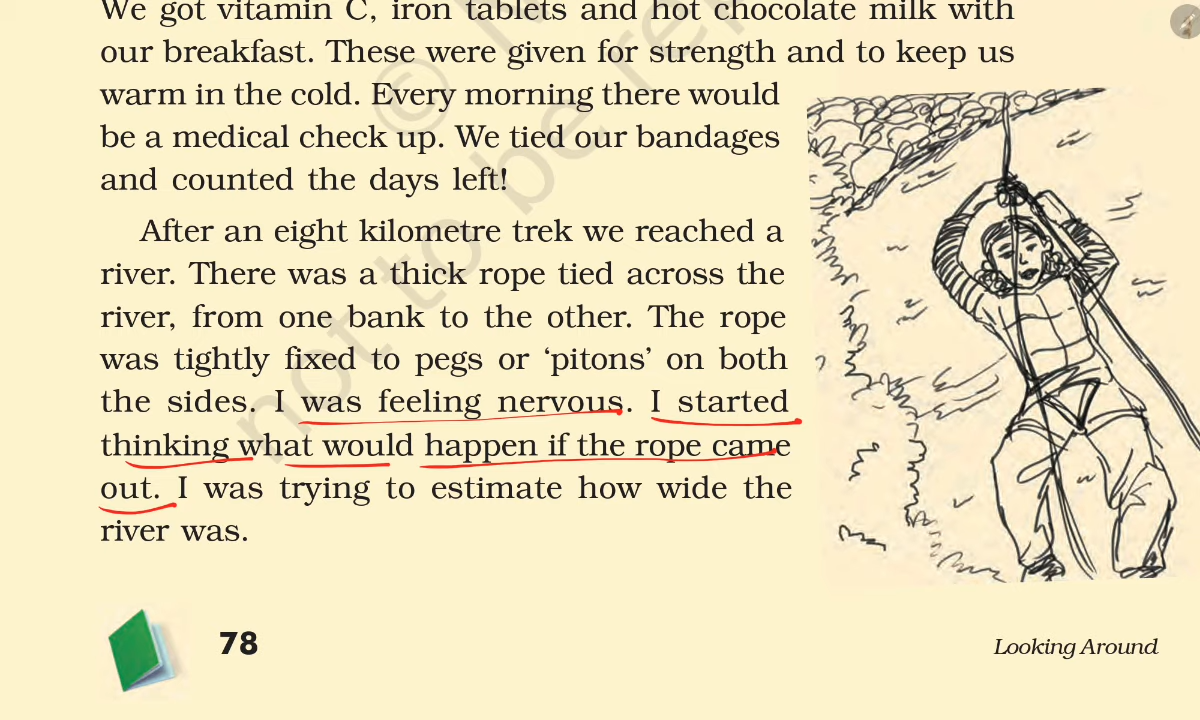 We got vitamin C, iron tablets and hot chocolate milk with
our breakfast. These were given for strength and to keep us
warm in the cold. Every morning there would
be a medical check up. We tied our bandages
and counted the days left!
After an eight kilometre trek we reached a
river. There was a thick rope tied across the
river, from one bank to the other. The rope
was tightly fixed to pegs or ‘pitons’ on both
the sides. I was feeling nervous. I started
thinking what would happen if the rope came
out. I was trying to estimate how wide the
river was.
78
Looking Around
not to be